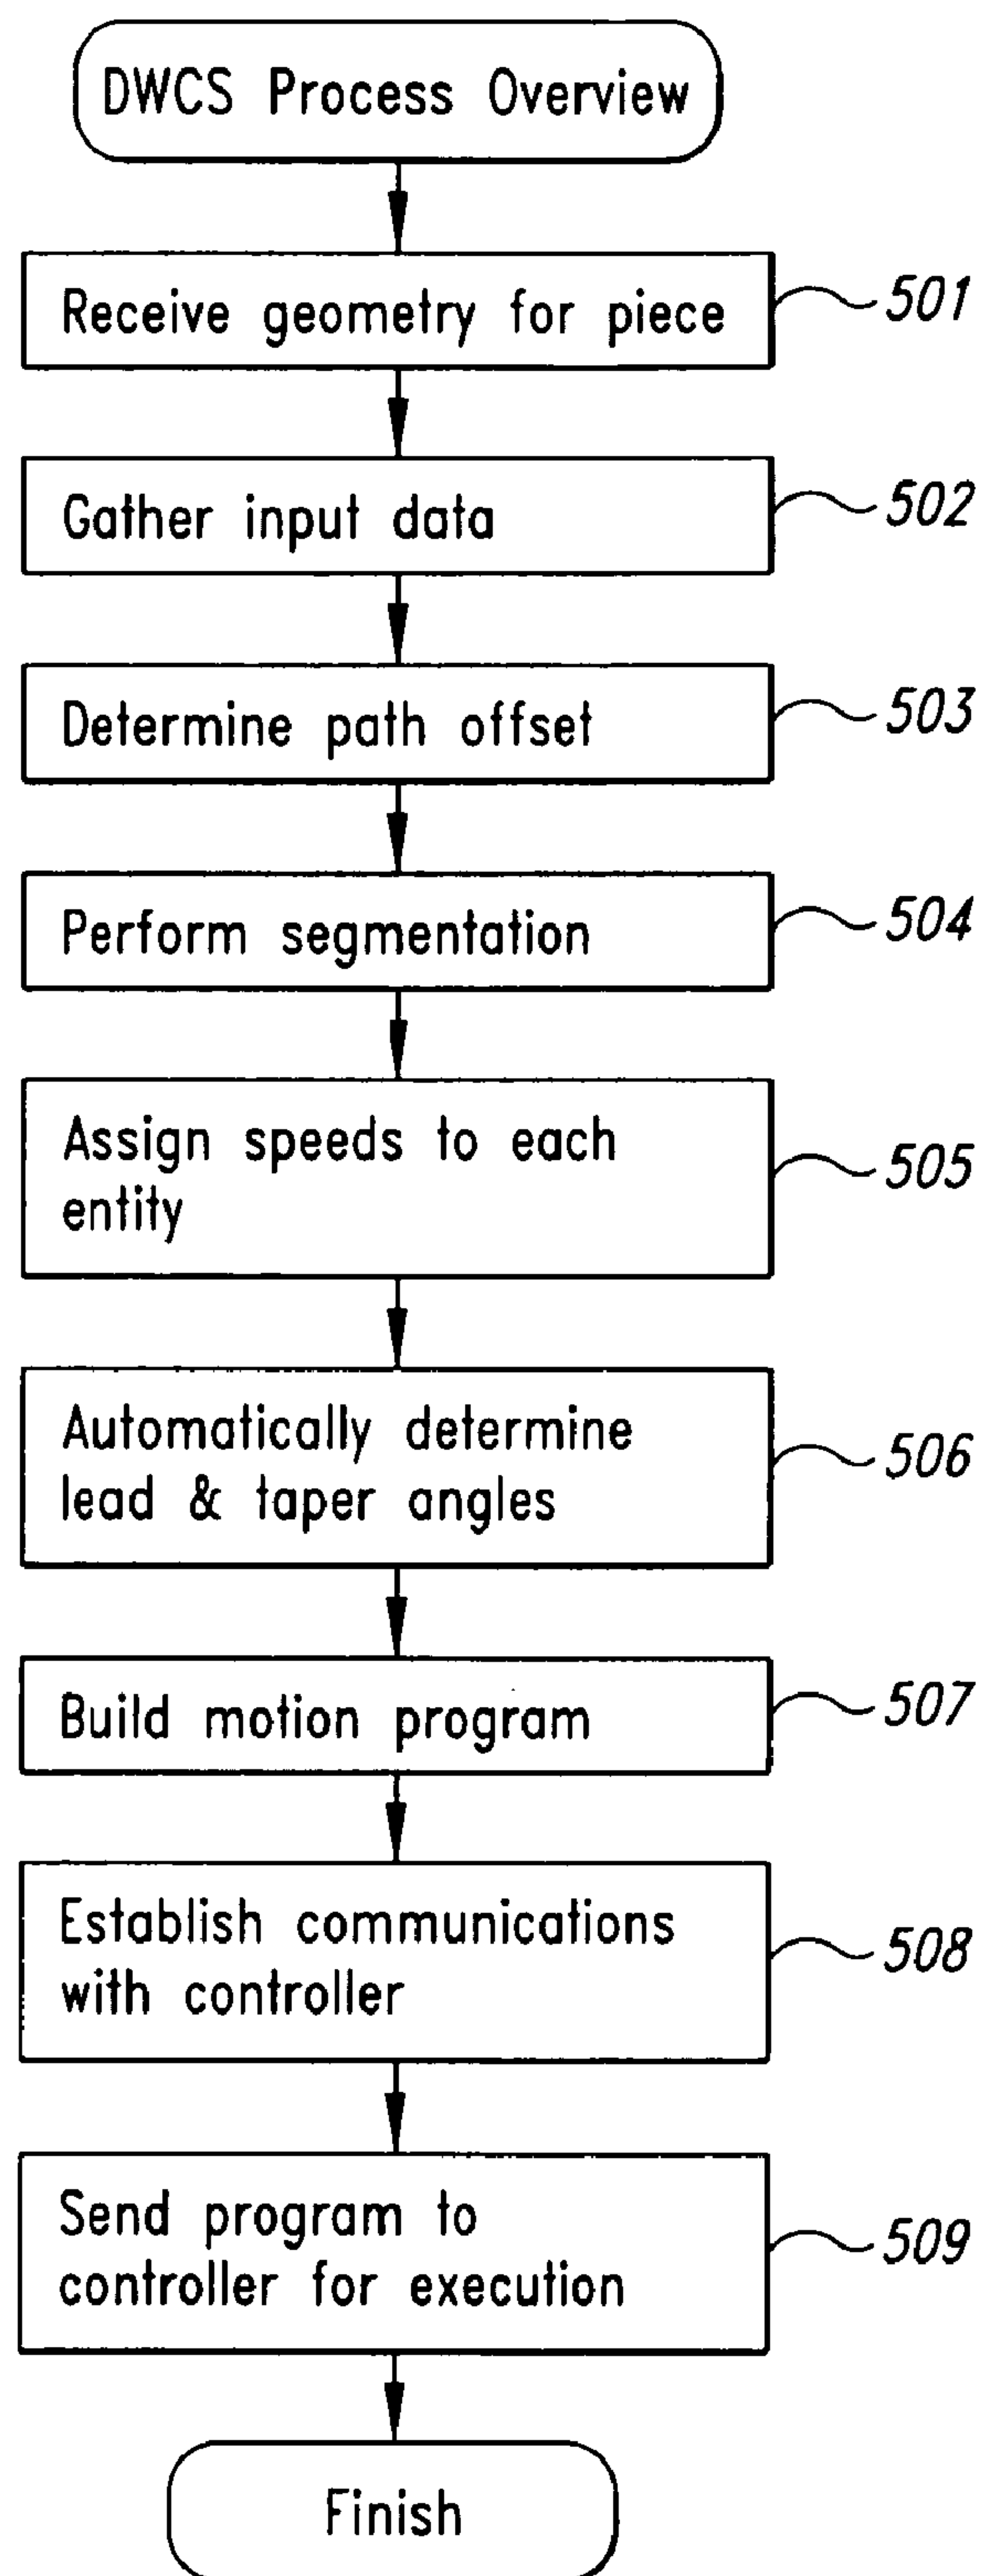 DWCS Process Overview
Receive geometry for piece
501
Gather input data
502
Determine path offset
503
Perform segmentation
504
Assign speeds to each
entity
505
Automatically determine
lead & taper angles
506
Build motion program
507
Establish communications
with controller
508
Send program to
controller for execution
509
Finish